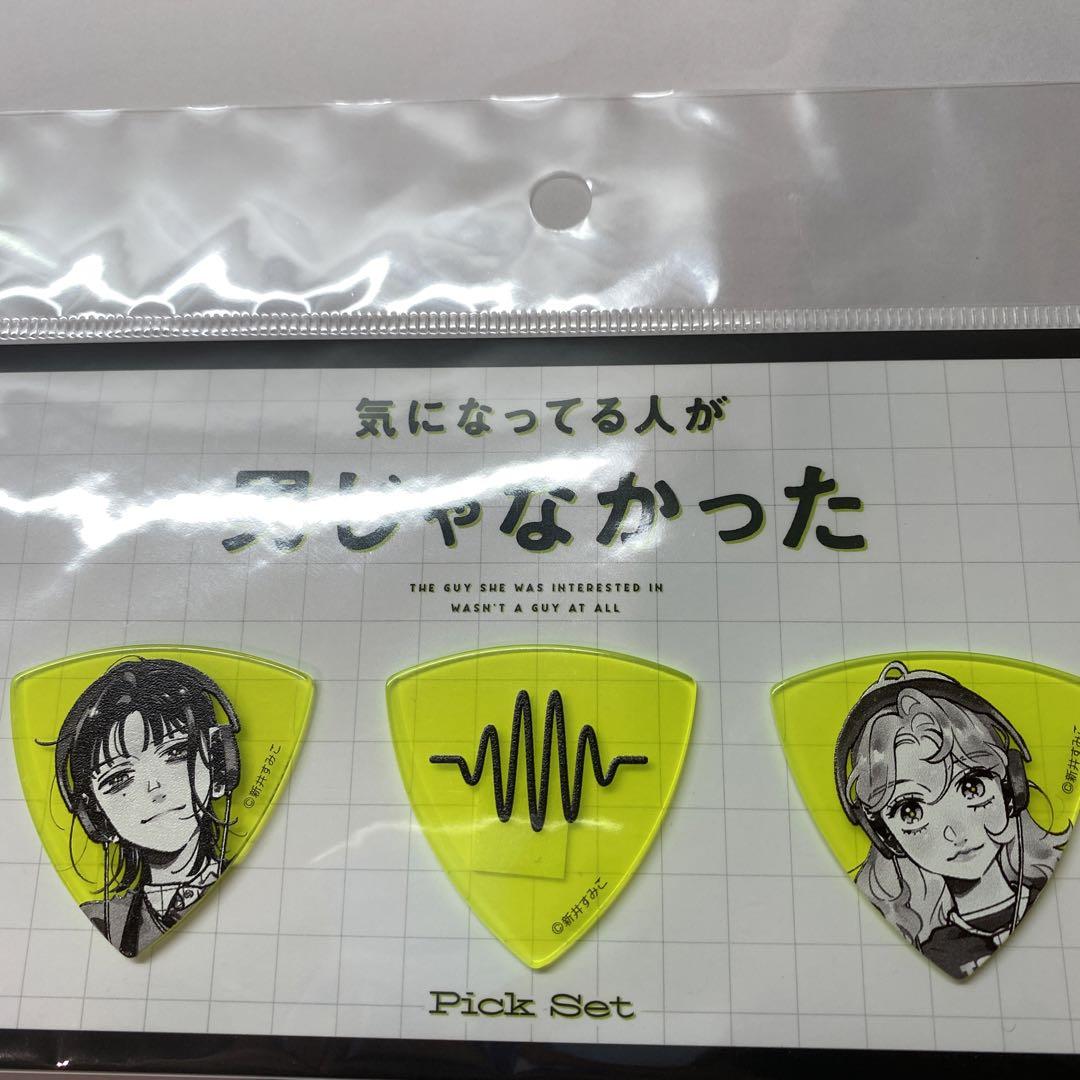 気になってる人が
男じゃなかった
THE GUY SHE WAS INTERESTED IN
WASN'T A GUY AT ALL
©新井すみこ
©新井すみこ
©新井すみこ
Pick Set